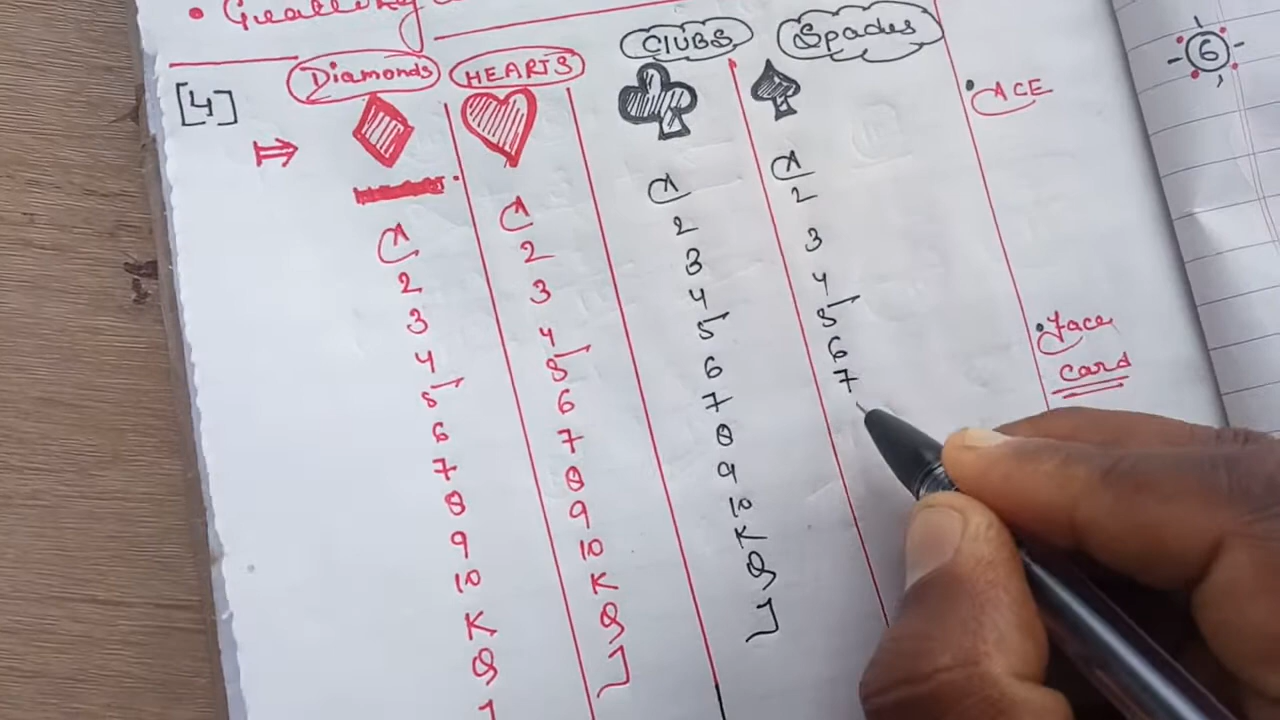 Diamonds HEARTS CLUBS Spades
[4] ACE
A A A A
2 2 2 2
3 3 3 3
4 4 4 4
5 5 5 5
6 6 6 6
7 7 7 7
8 8 8
9 9 9
10 10 10
K K K
Q Q Q
J J J
Face
card
6